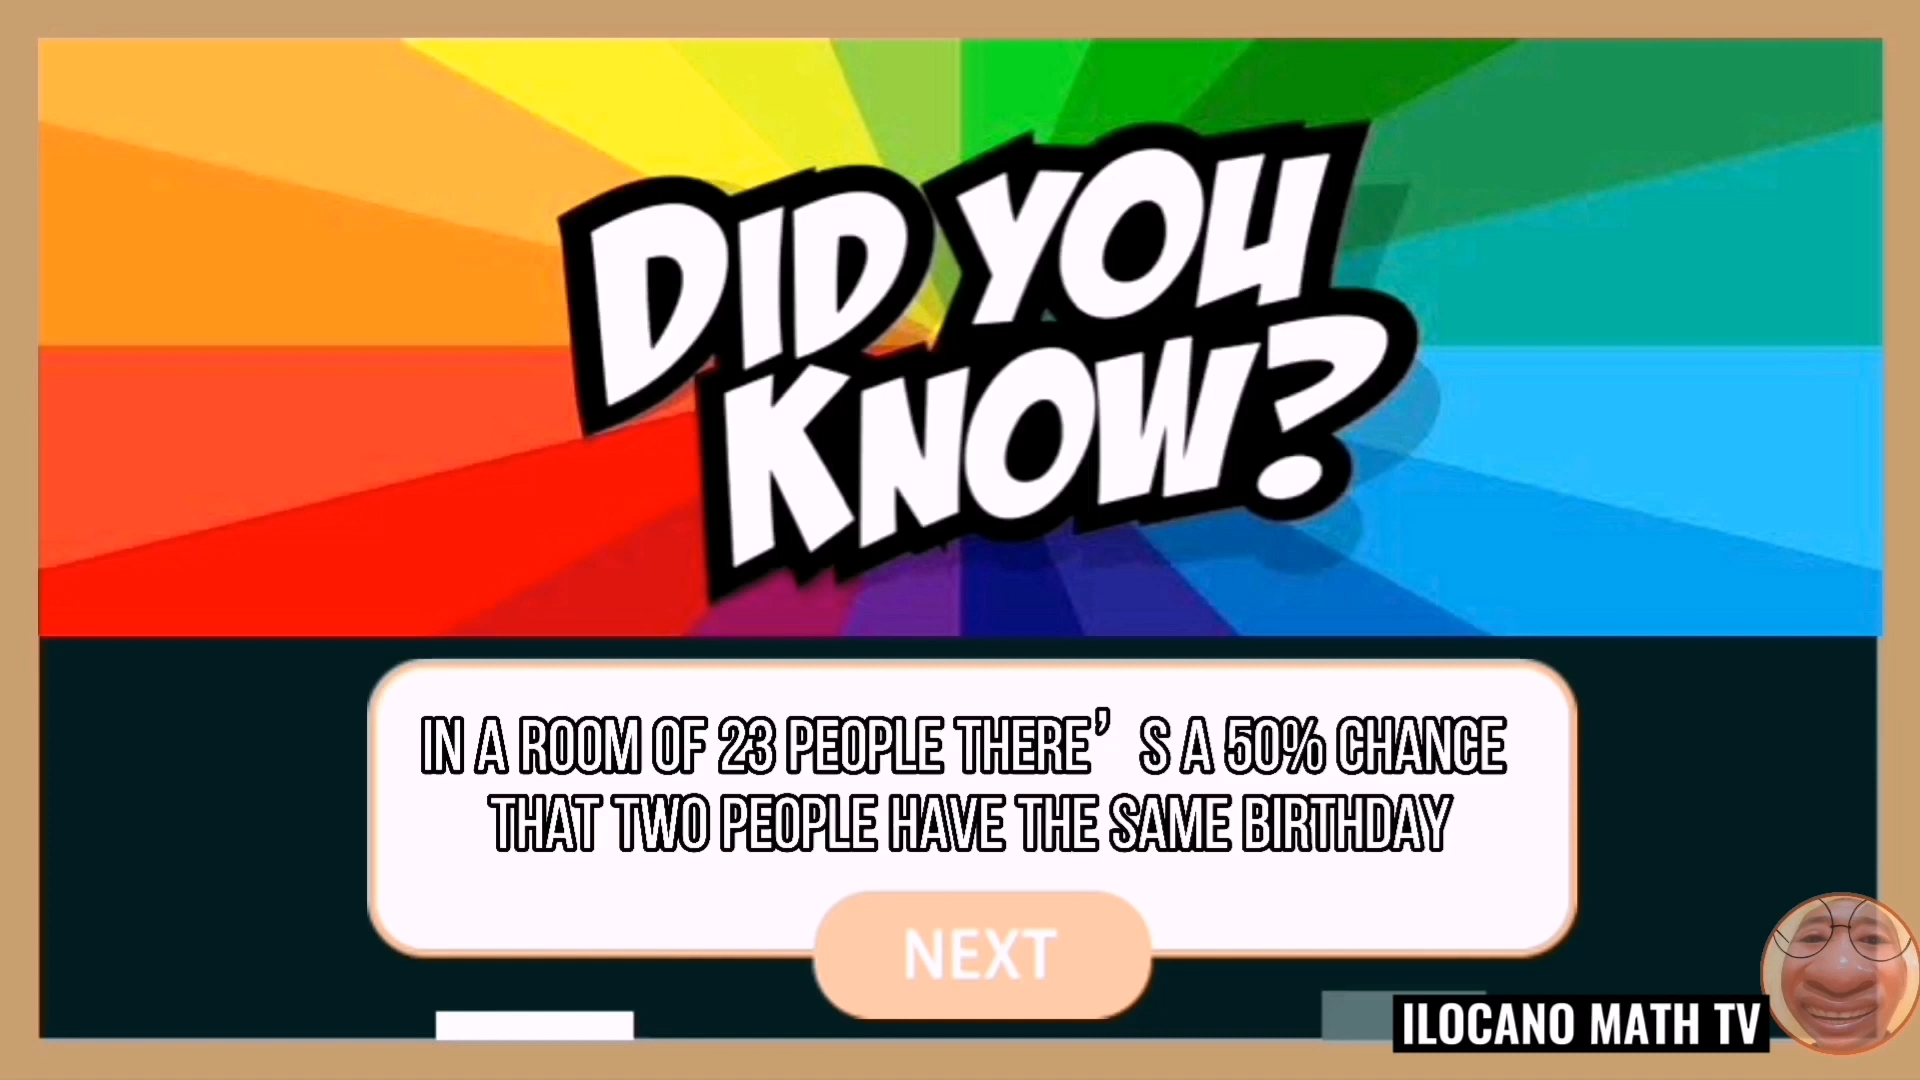 DID YOU
KNOW?
IN A ROOM OF 23 PEOPLE THERE’S A 50% CHANCE
THAT TWO PEOPLE HAVE THE SAME BIRTHDAY
NEXT
ILOCANO MATH TV